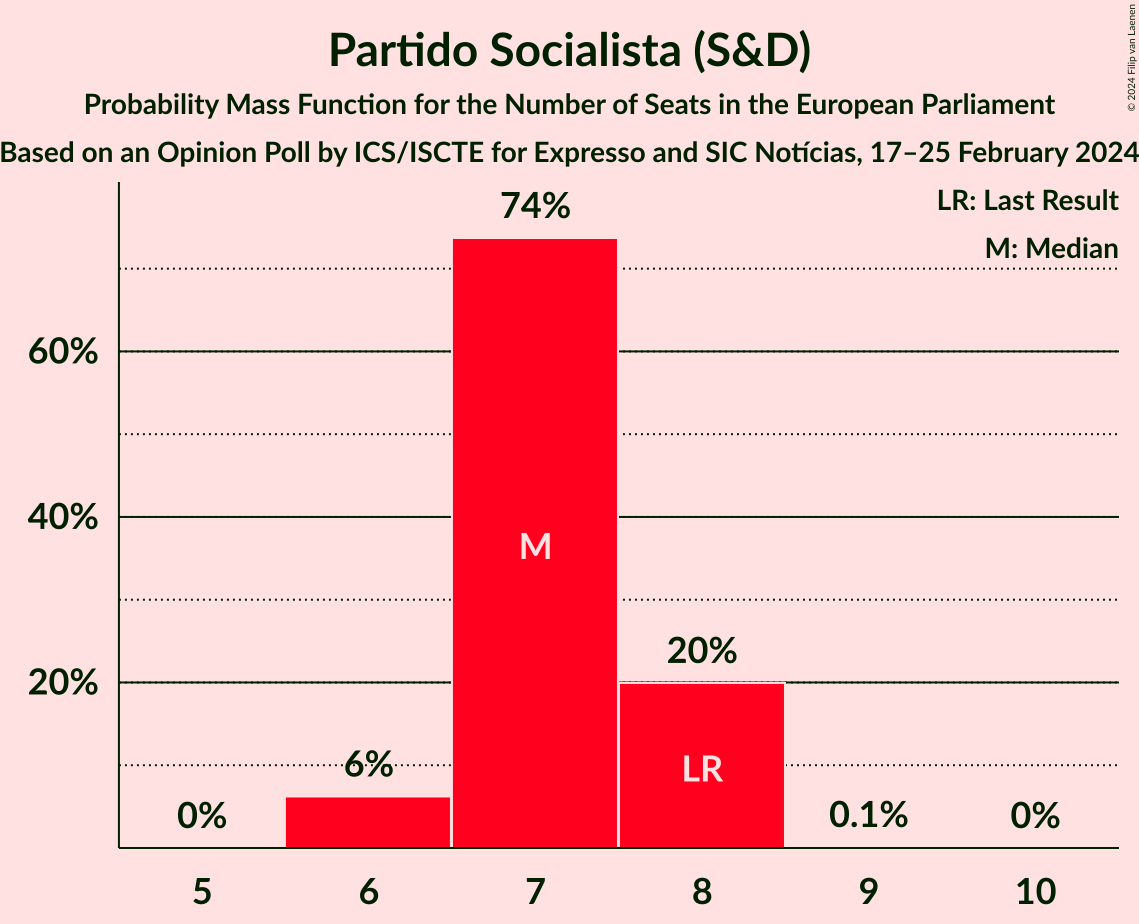 Partido Socialista (S&D)
Probability Mass Function for the Number of Seats in the European Parliament
Based on an Opinion Poll by ICS/ISCTE for Expresso and SIC Notícias, 17–25 February 2024
© 2024 Filip van Laenen
LR: Last Result
M: Median
74%
60%
40%
M
20%
20%
LR
6%
0%
0.1%
0%
5 6 7 8 9 10